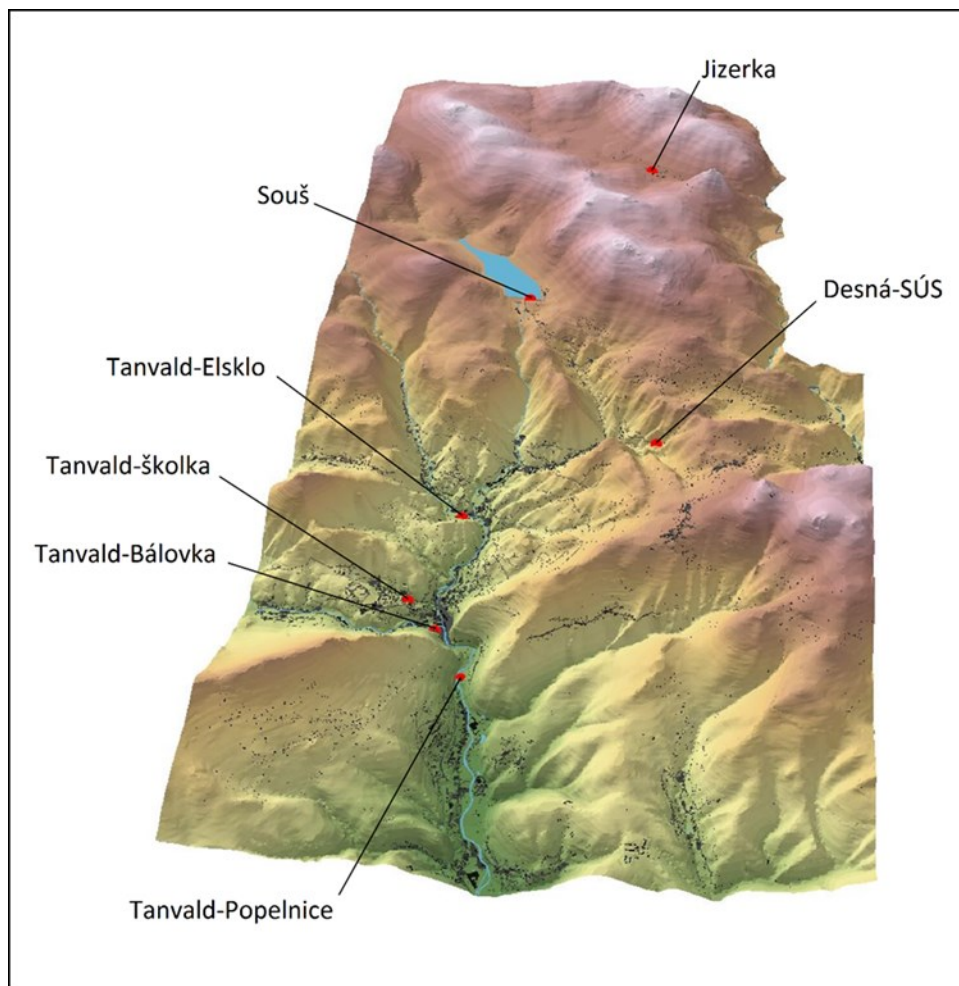 Jizerka
Souš
Desná-SÚS
Tanvald-Elsklo
Tanvald-školka
Tanvald-Bálovka
Tanvald-Popelnice